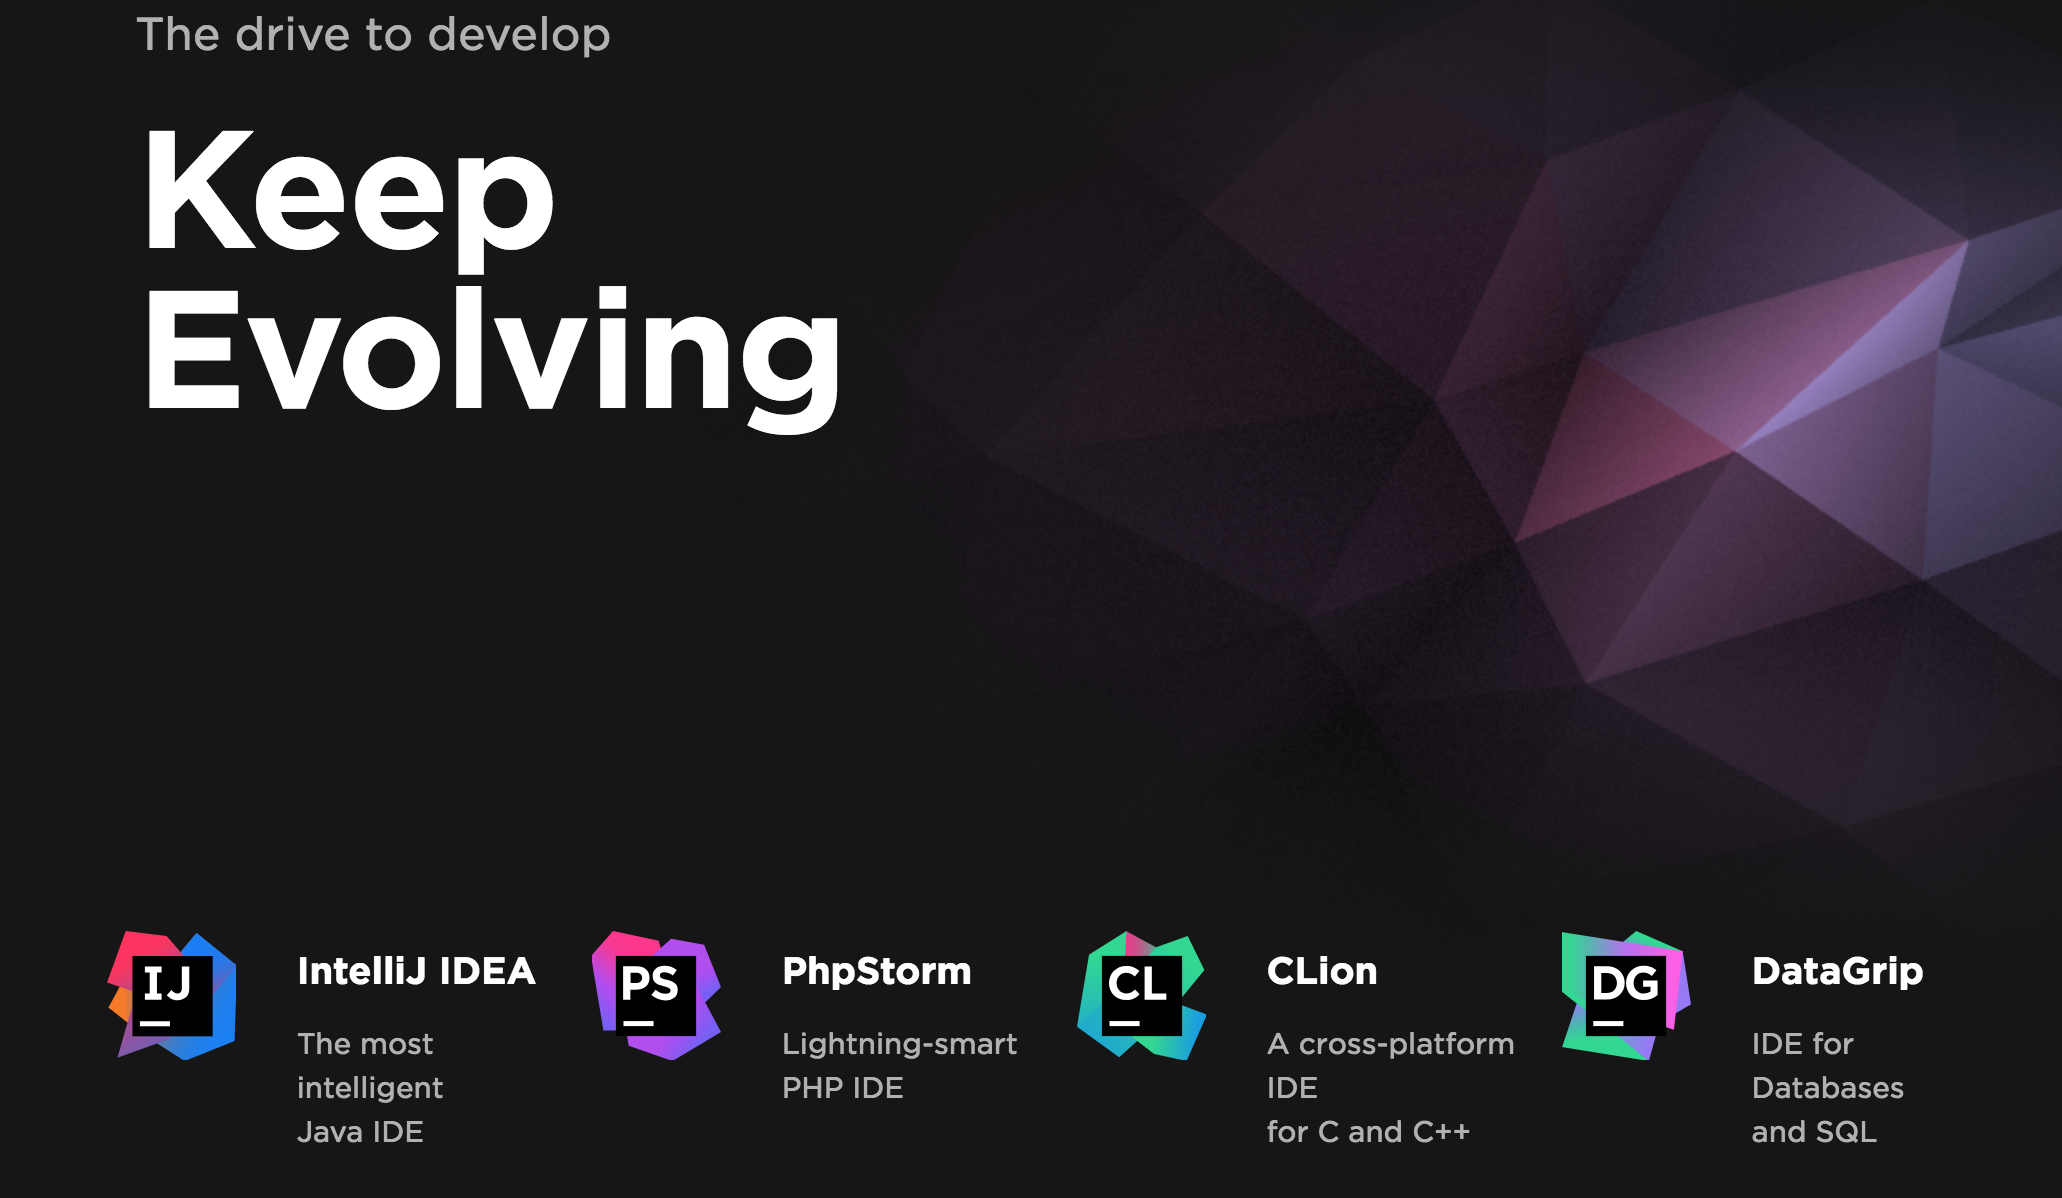 The drive to develop
Keep
Evolving
IJ
IntelliJ IDEA
The most
intelligent
Java IDE
PS
PhpStorm
Lightning-smart
PHP IDE
CL
CLion
A cross-platform
IDE
for C and C++
DG
DataGrip
IDE for
Databases
and SQL